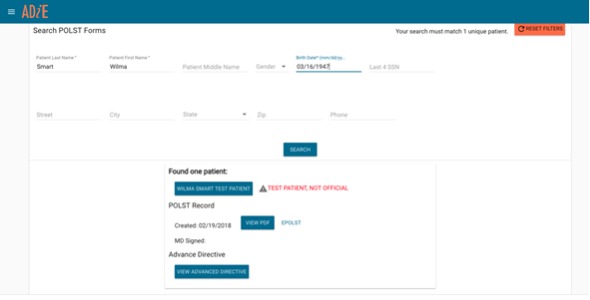 ADiE
Search POLST Forms
Your search must match 1 unique patient.
RESET FILTERS
Patient Last Name *
Patient First Name *
Birth Date* (mm/dd/yy...
Smart
Wilma
Patient Middle Name
Gender
03/16/1947
Last 4 SSN
Street
City
State
Zip
Phone
SEARCH
Found one patient:
WILMA SMART TEST PATIENT
TEST PATIENT, NOT OFFICIAL
POLST Record
Created: 02/19/2018
VIEW PDF
EPOLST
MD Signed:
Advance Directive
VIEW ADVANCED DIRECTIVE